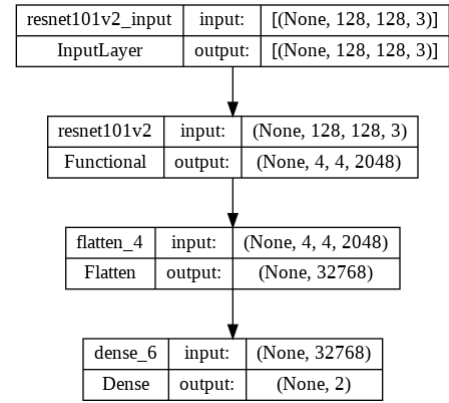 resnet101v2_input input: [(None, 128, 128, 3)]
InputLayer output: [(None, 128, 128, 3)]
resnet101v2 input: (None, 128, 128, 3)
Functional output: (None, 4, 4, 2048)
flatten_4 input: (None, 4, 4, 2048)
Flatten output: (None, 32768)
dense_6 input: (None, 32768)
Dense output: (None, 2)